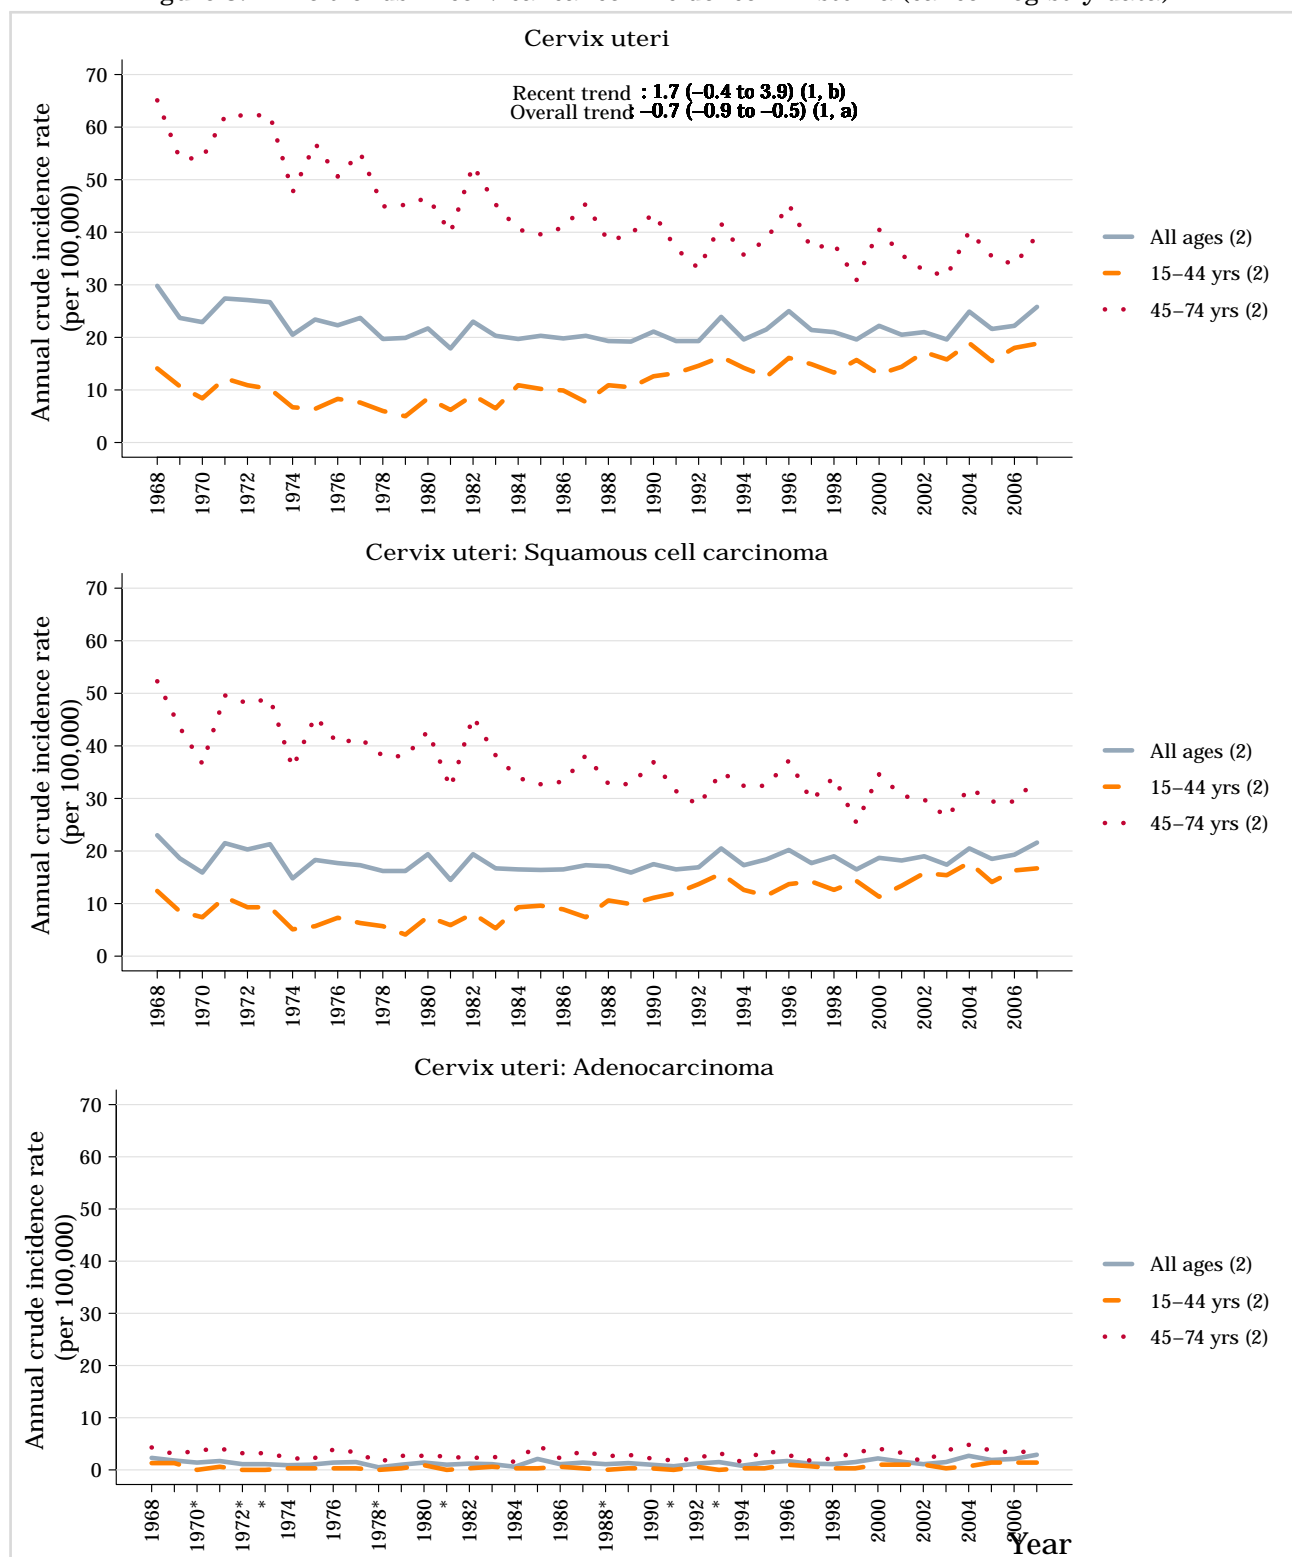 Cervix uteri
Recent trend : 1.7 (−0.4 to 3.9) (1, b)
Overall trend : −0.7 (−0.9 to −0.5) (1, a)
Annual crude incidence rate
(per 100,000)
70
60
50
40
30
20
10
0
1968 1970 1972 1974 1976 1978 1980 1982 1984 1986 1988 1990 1992 1994 1996 1998 2000 2002 2004 2006
All ages (2)
15−44 yrs (2)
45−74 yrs (2)
Cervix uteri: Squamous cell carcinoma
Annual crude incidence rate
(per 100,000)
70
60
50
40
30
20
10
0
1968 1970 1972 1974 1976 1978 1980 1982 1984 1986 1988 1990 1992 1994 1996 1998 2000 2002 2004 2006
All ages (2)
15−44 yrs (2)
45−74 yrs (2)
Cervix uteri: Adenocarcinoma
Annual crude incidence rate
(per 100,000)
70
60
50
40
30
20
10
0
1968 1970* 1972* * 1974 1976 1978* 1980 * 1982 1984 1986 1988* 1990 * 1992 * 1994 1996 1998 2000 2002 2004 2006
Year
All ages (2)
15−44 yrs (2)
45−74 yrs (2)